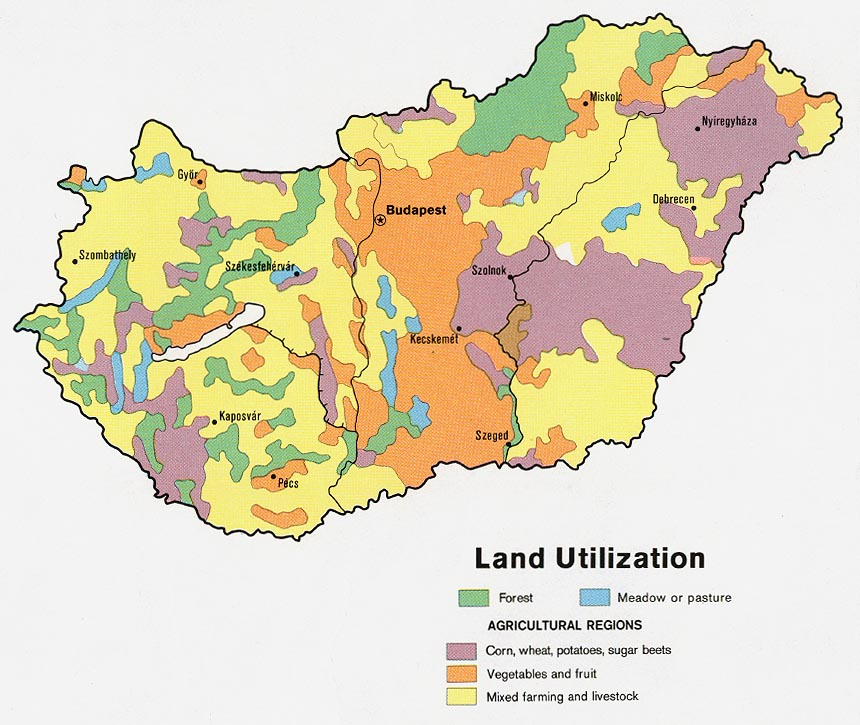 Miskolc
Nyíregyháza
Győr
Debrecen
Budapest
Szombathely
Székesfehérvár
Szolnok
Kecskemét
Kaposvár
Szeged
Pécs
Land Utilization
Forest
Meadow or pasture
AGRICULTURAL REGIONS
Corn, wheat, potatoes, sugar beets
Vegetables and fruit
Mixed farming and livestock